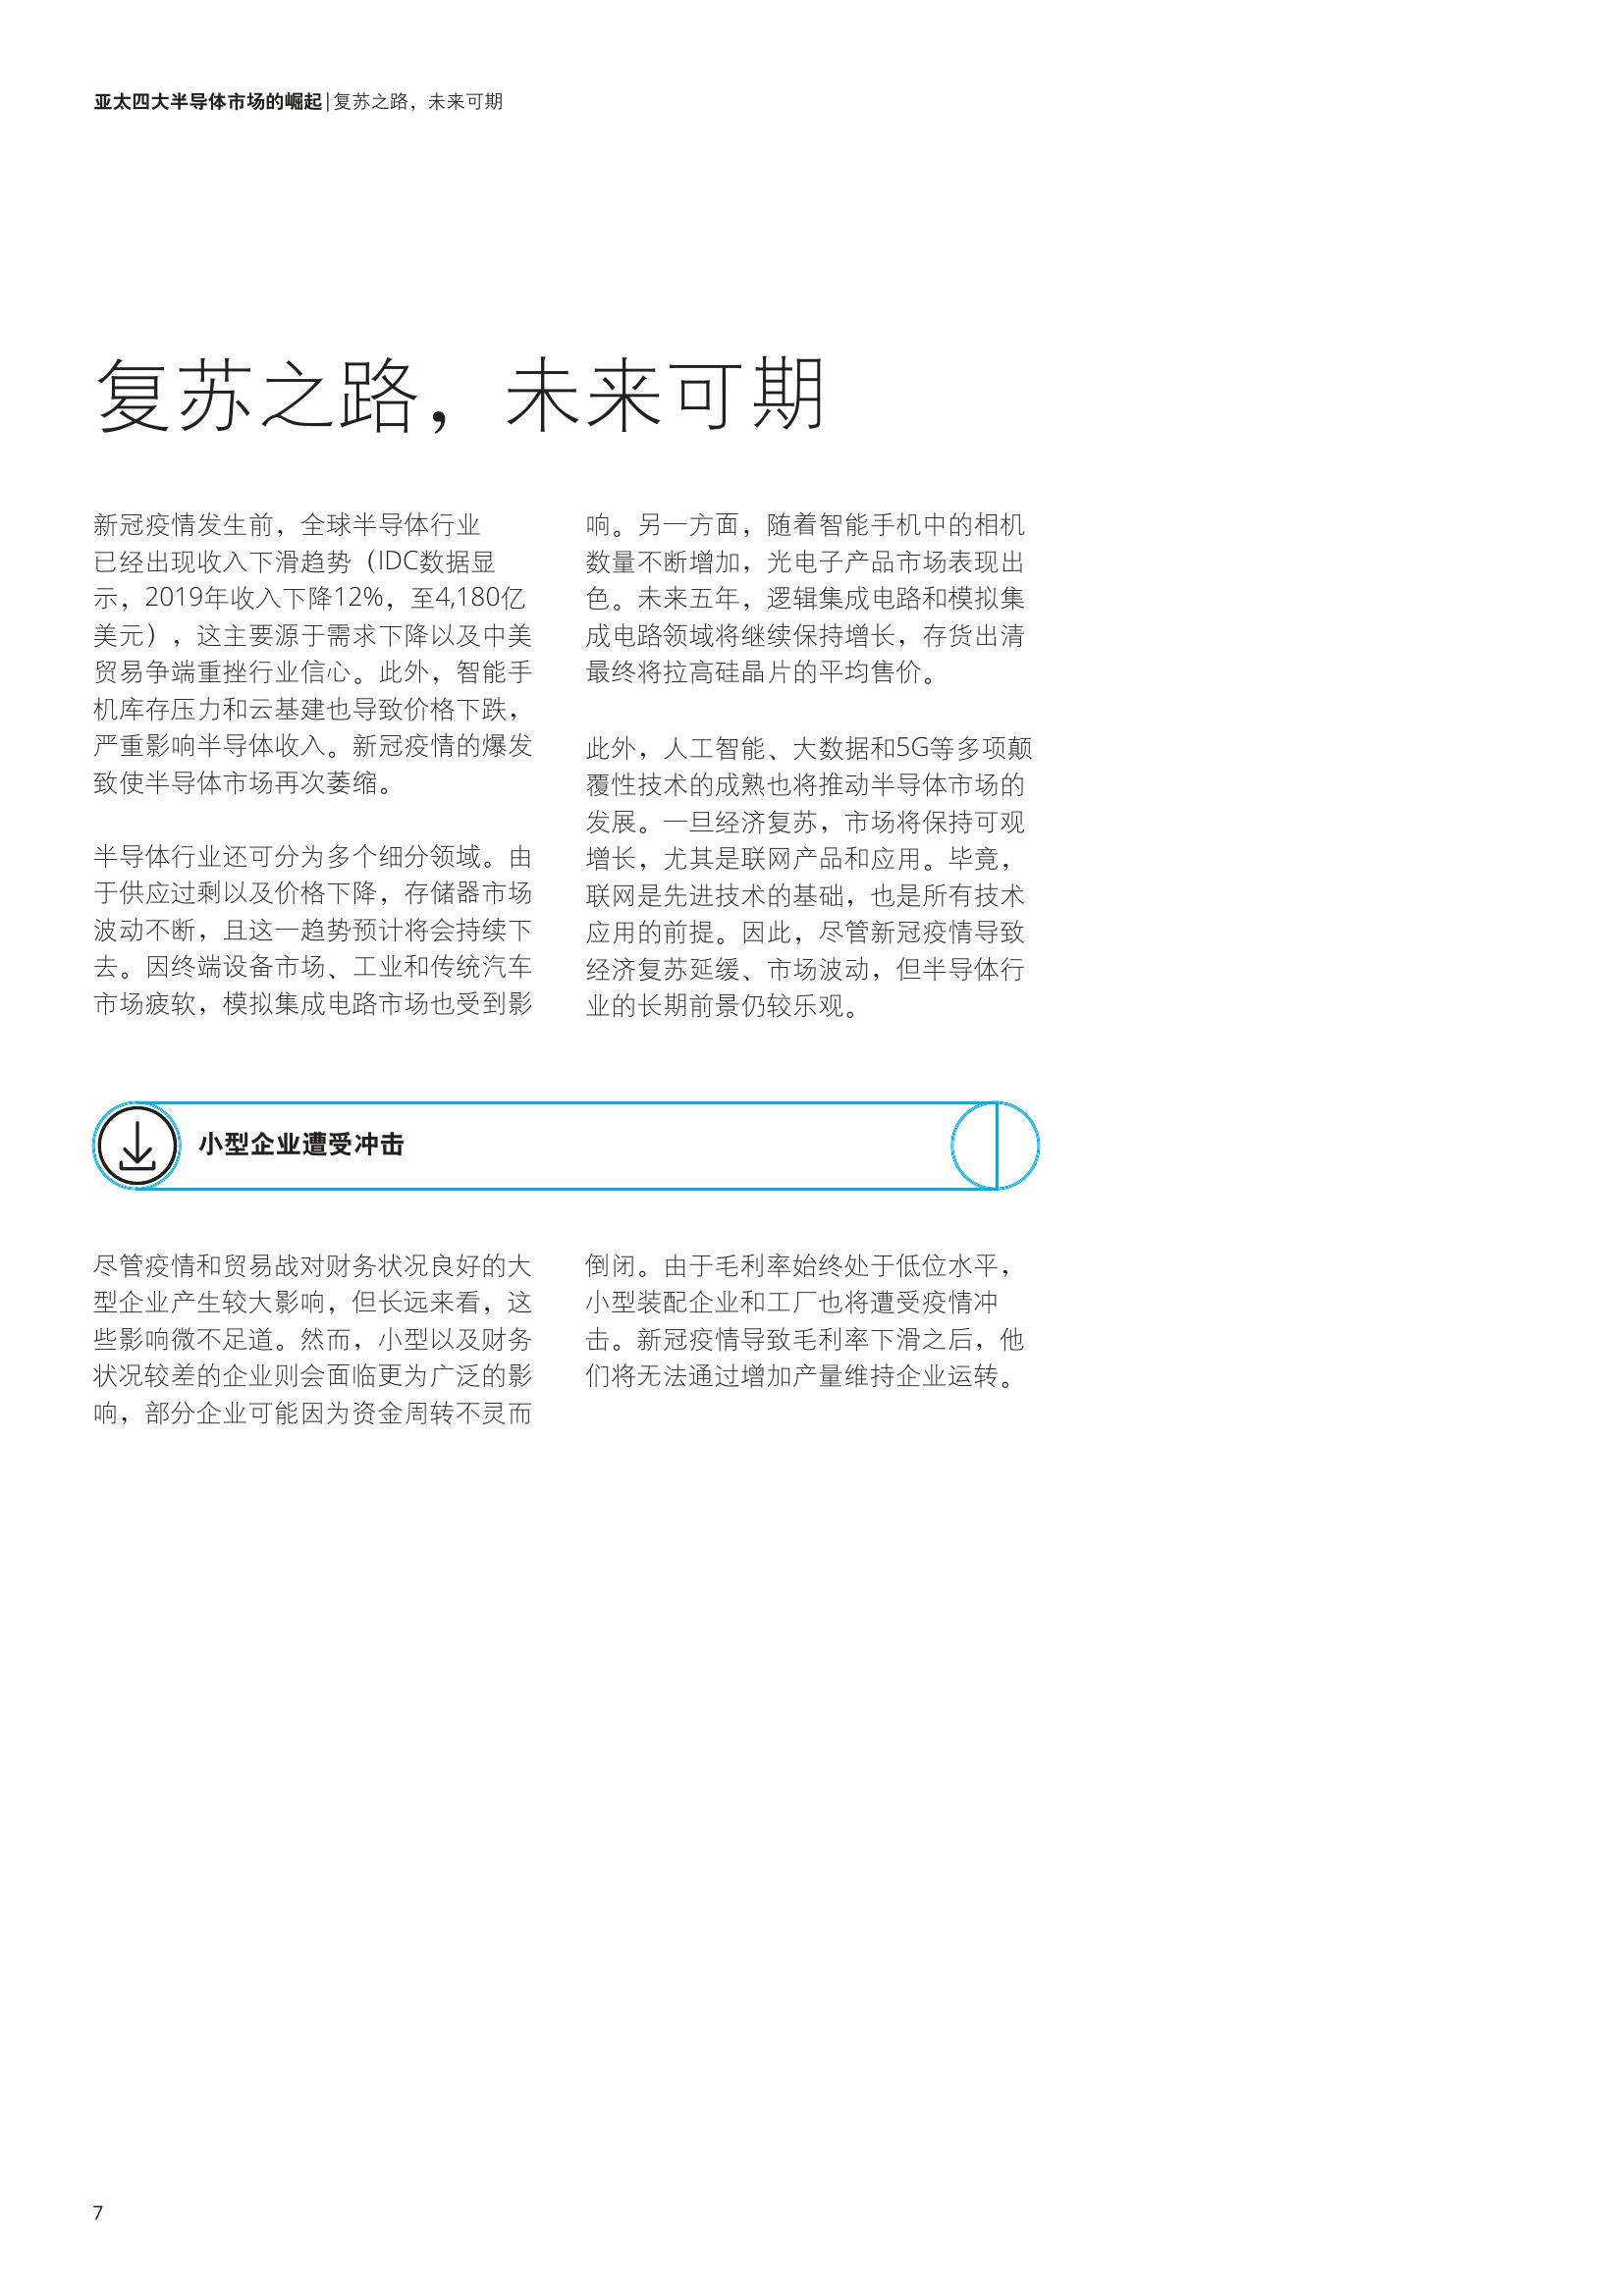 亚太四大半导体市场的崛起|复苏之路，未来可期
复苏之路，未来可期
新冠疫情发生前，全球半导体行业
已经出现收入下滑趋势（IDC数据显
示，2019年收入下降12%，至4,180亿
美元），这主要源于需求下降以及中美
贸易争端重挫行业信心。此外，智能手
机库存压力和云基建也导致价格下跌，
严重影响半导体收入。新冠疫情的爆发
致使半导体市场再次萎缩。
半导体行业还可分为多个细分领域。由
于供应过剩以及价格下降，存储器市场
波动不断，且这一趋势预计将会持续下
去。因终端设备市场、工业和传统汽车
市场疲软，模拟集成电路市场也受到影
响。另一方面，随着智能手机中的相机
数量不断增加，光电子产品市场表现出
色。未来五年，逻辑集成电路和模拟集
成电路领域将继续保持增长，存货出清
最终将拉高硅晶片的平均售价。
此外，人工智能、大数据和5G等多项颠
覆性技术的成熟也将推动半导体市场的
发展。一旦经济复苏，市场将保持可观
增长，尤其是联网产品和应用。毕竟，
联网是先进技术的基础，也是所有技术
应用的前提。因此，尽管新冠疫情导致
经济复苏延缓、市场波动，但半导体行
业的长期前景仍较乐观。
小型企业遭受冲击
尽管疫情和贸易战对财务状况良好的大
型企业产生较大影响，但长远来看，这
些影响微不足道。然而，小型以及财务
状况较差的企业则会面临更为广泛的影
响，部分企业可能因为资金周转不灵而
倒闭。由于毛利率始终处于低位水平，
小型装配企业和工厂也将遭受疫情冲
击。新冠疫情导致毛利率下滑之后，他
们将无法通过增加产量维持企业运转。
7